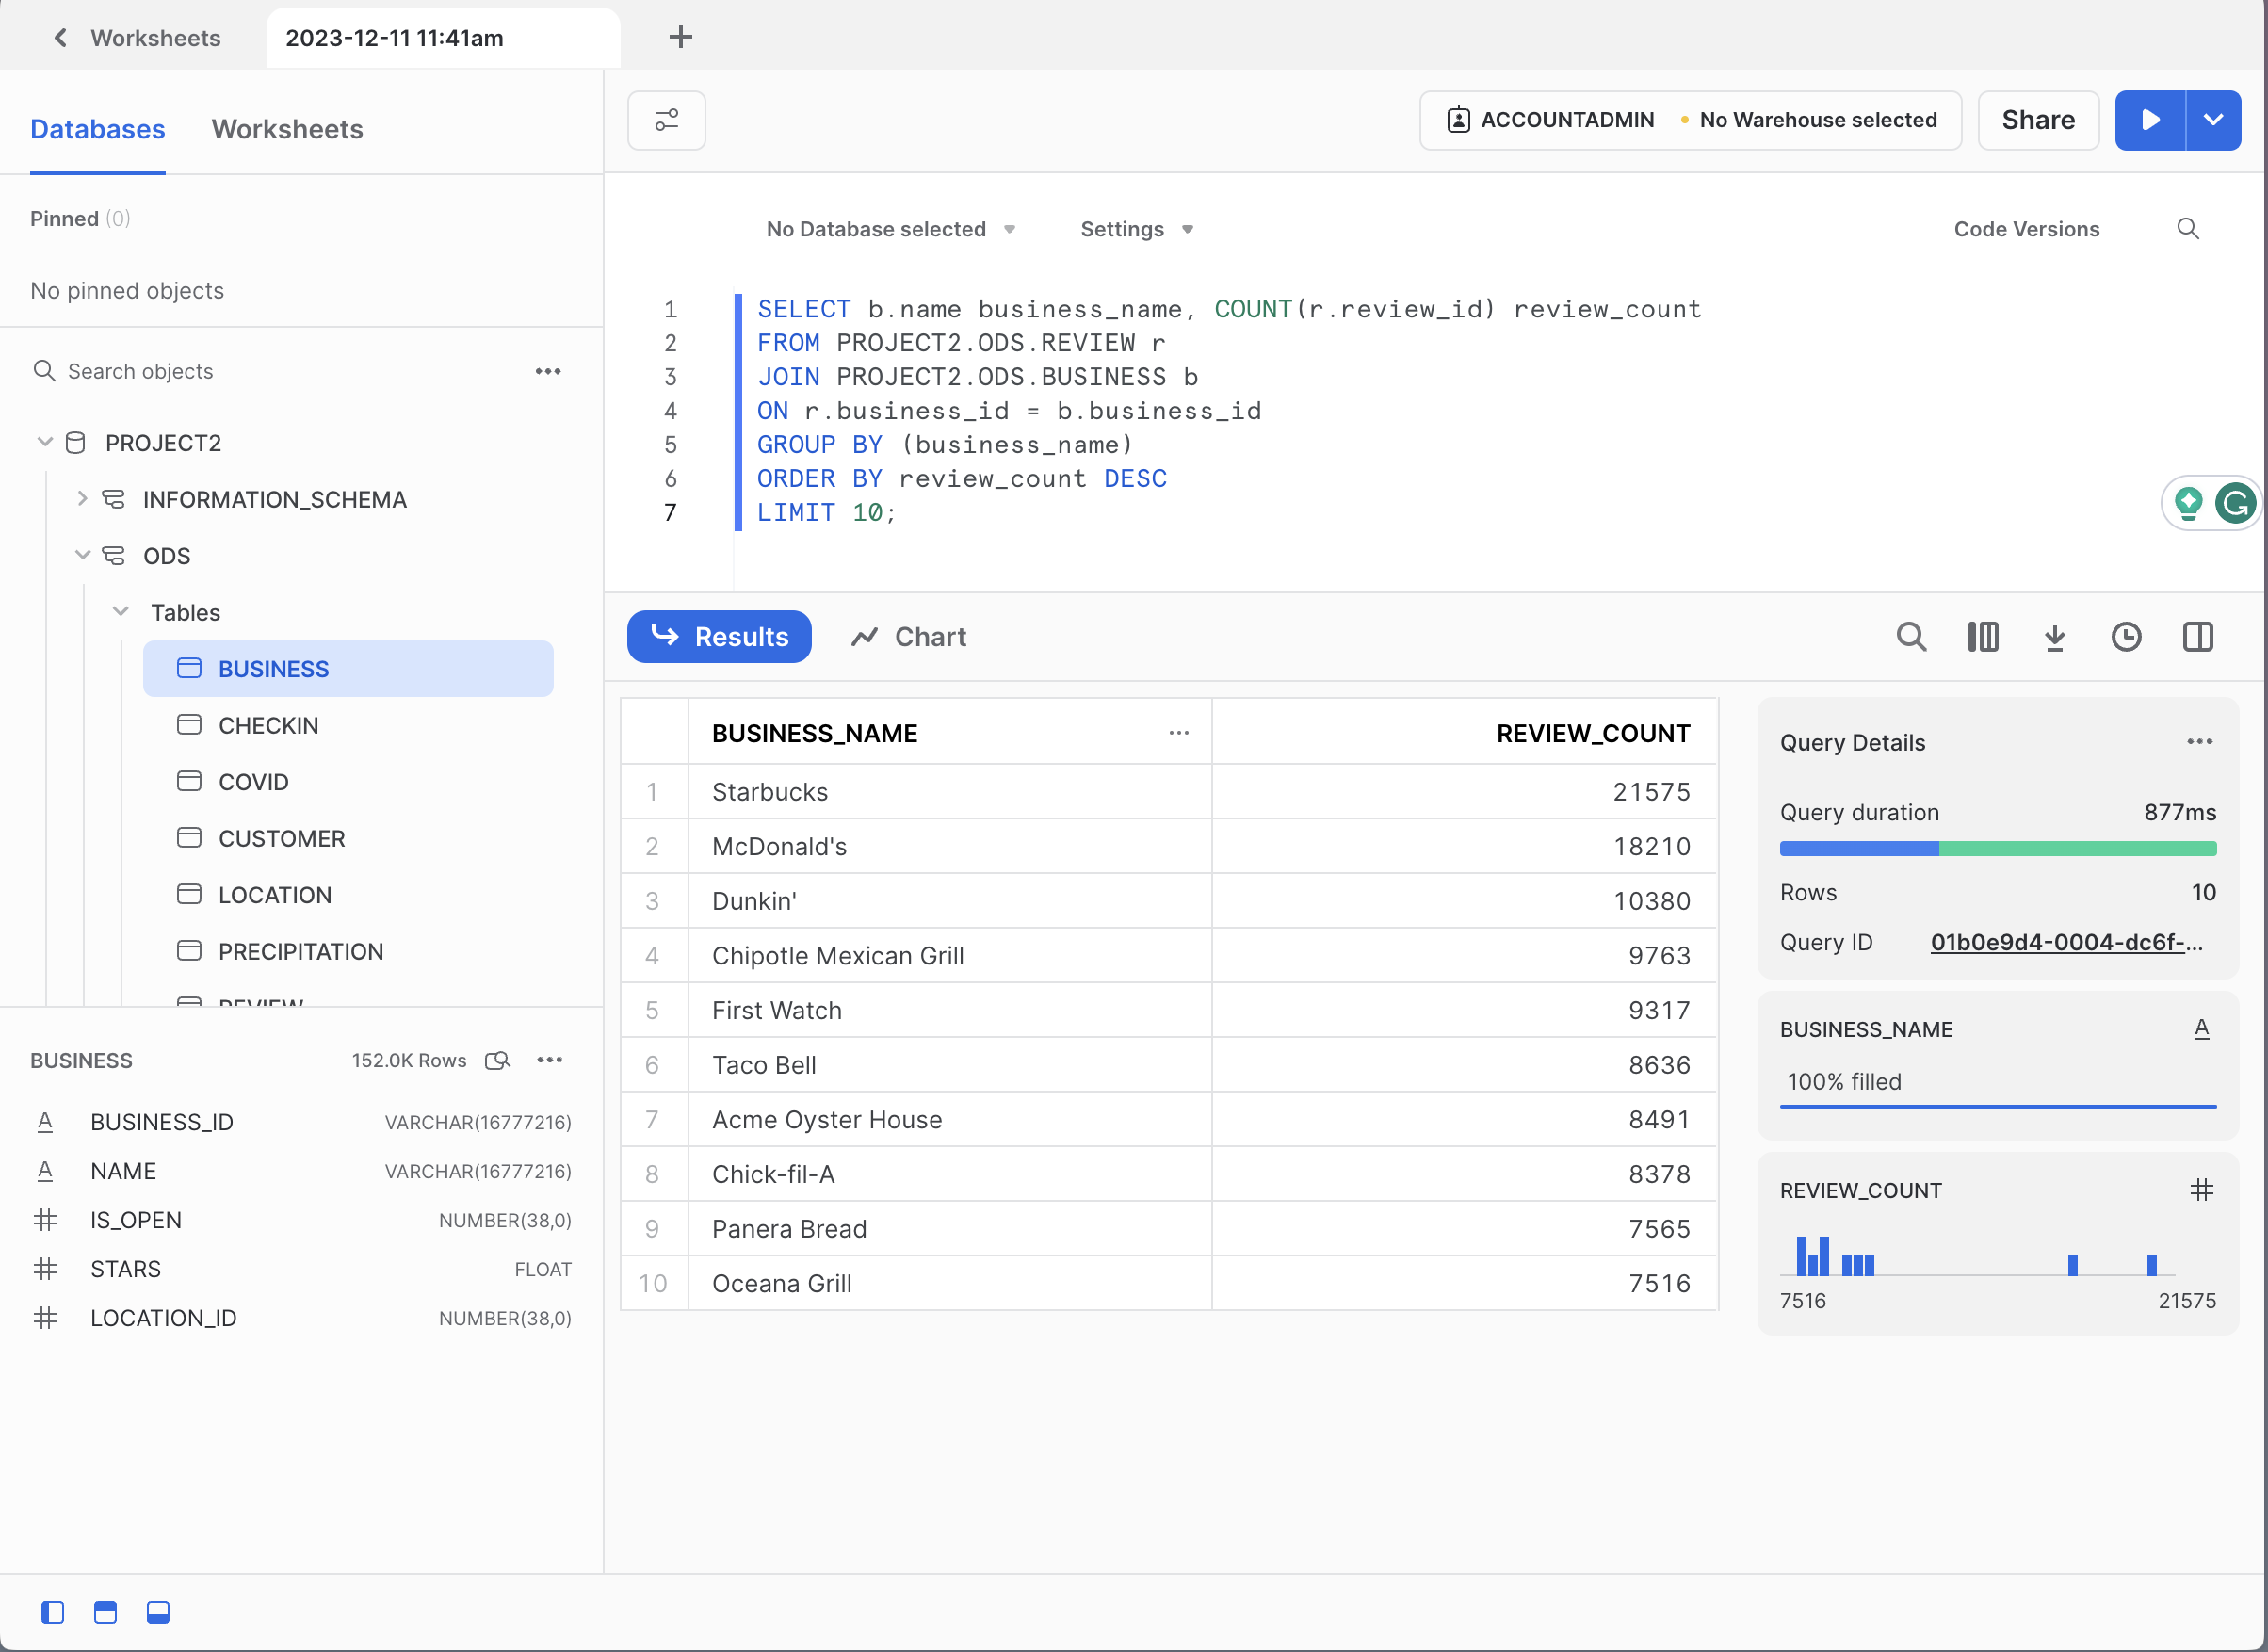 Worksheets
2023-12-11 11:41am
Databases
Worksheets
ACCOUNTADMIN
No Warehouse selected
Share
Pinned (0)
No pinned objects
Search objects
PROJECT2
INFORMATION_SCHEMA
ODS
Tables
BUSINESS
CHECKIN
COVID
CUSTOMER
LOCATION
PRECIPITATION
REVIEW
BUSINESS
152.0K Rows
BUSINESS_ID VARCHAR(16777216)
NAME VARCHAR(16777216)
IS_OPEN NUMBER(38,0)
STARS FLOAT
LOCATION_ID NUMBER(38,0)
No Database selected
Settings
Code Versions
1 SELECT b.name business_name, COUNT(r.review_id) review_count
2 FROM PROJECT2.ODS.REVIEW r
3 JOIN PROJECT2.ODS.BUSINESS b
4 ON r.business_id = b.business_id
5 GROUP BY (business_name)
6 ORDER BY review_count DESC
7 LIMIT 10;
Results
Chart
BUSINESS_NAME ... REVIEW_COUNT
1 Starbucks 21575
2 McDonald's 18210
3 Dunkin' 10380
4 Chipotle Mexican Grill 9763
5 First Watch 9317
6 Taco Bell 8636
7 Acme Oyster House 8491
8 Chick-fil-A 8378
9 Panera Bread 7565
10 Oceana Grill 7516
Query Details
Query duration 877ms
Rows 10
Query ID 01b0e9d4-0004-dc6f-...
BUSINESS_NAME
100% filled
REVIEW_COUNT
7516 21575